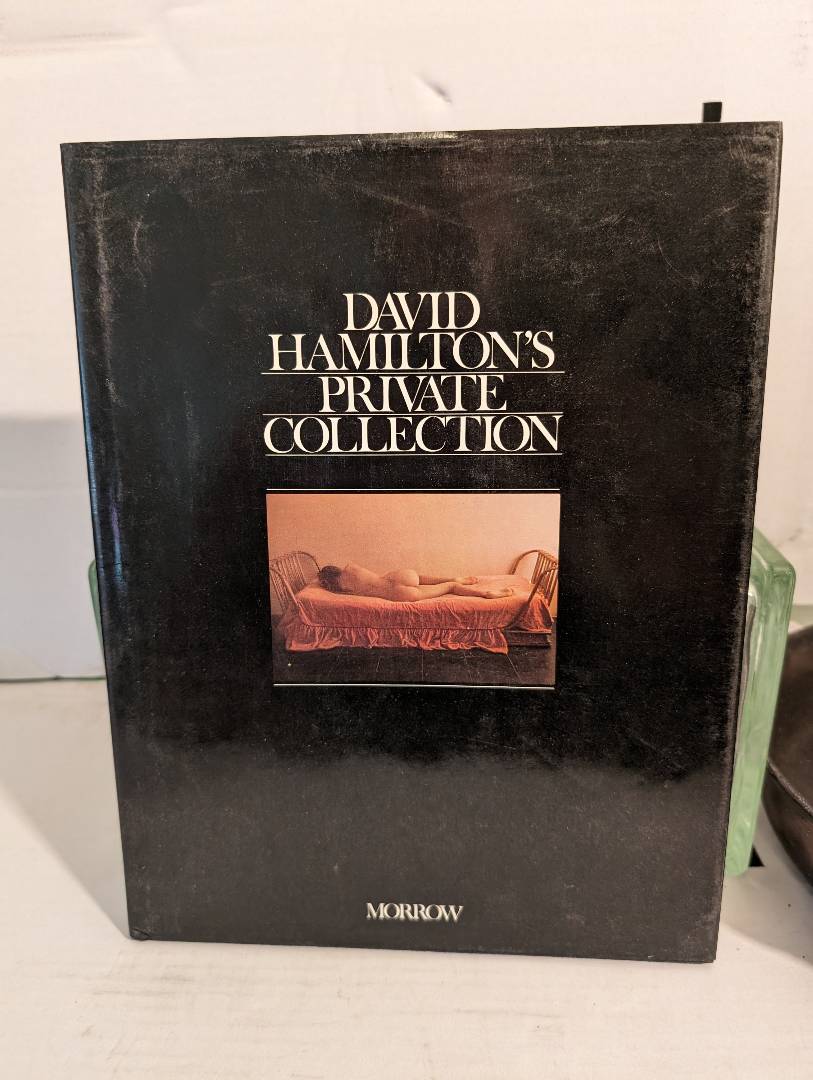 DAVID
HAMILTON'S
PRIVATE
COLLECTION
MORROW